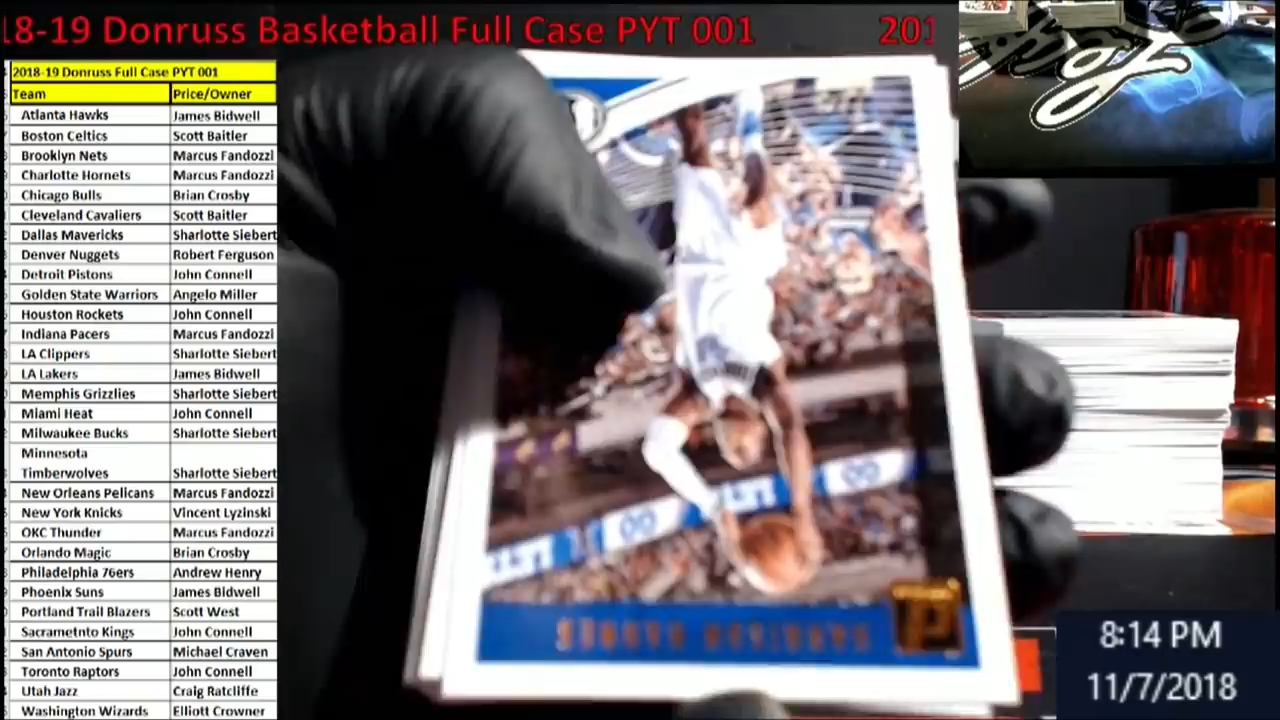 18-19 Donruss Basketball Full Case PYT 001 201
2018-19 Donruss Full Case PYT 001
Team Price/Owner
Atlanta Hawks James Bidwell
Boston Celtics Scott Baitler
Brooklyn Nets Marcus Fandozzi
Charlotte Hornets Marcus Fandozzi
Chicago Bulls Brian Crosby
Cleveland Cavaliers Scott Baitler
Dallas Mavericks Sharlotte Siebert
Denver Nuggets Robert Ferguson
Detroit Pistons John Connell
Golden State Warriors Angelo Miller
Houston Rockets John Connell
Indiana Pacers Marcus Fandozzi
LA Clippers Sharlotte Siebert
LA Lakers James Bidwell
Memphis Grizzlies Sharlotte Siebert
Miami Heat John Connell
Milwaukee Bucks Sharlotte Siebert
Minnesota
Timberwolves Sharlotte Siebert
New Orleans Pelicans Marcus Fandozzi
New York Knicks Vincent Lyzinski
OKC Thunder Marcus Fandozzi
Orlando Magic Brian Crosby
Philadelphia 76ers Andrew Henry
Phoenix Suns James Bidwell
Portland Trail Blazers Scott West
Sacrametnto Kings John Connell
San Antonio Spurs Michael Craven
Toronto Raptors John Connell
Utah Jazz Craig Ratcliffe
Washington Wizards Elliott Crowner
8:14 PM
11/7/2018